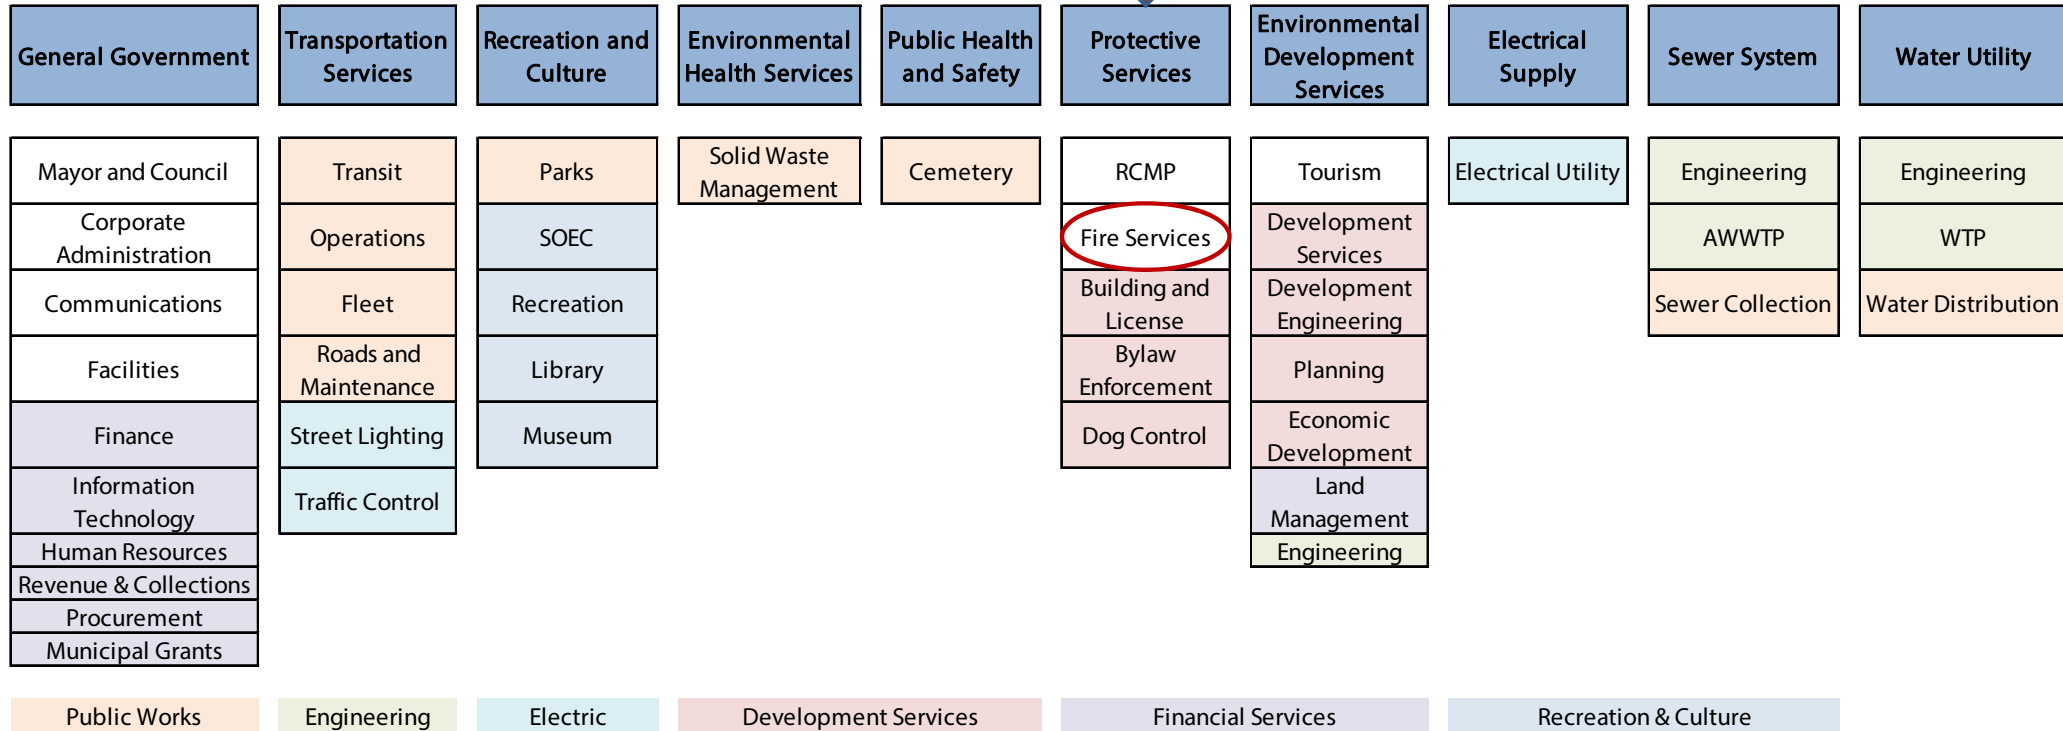 General Government
Transportation
Services
Recreation and
Culture
Environmental
Health Services
Public Health
and Safety
Protective
Services
Environmental
Development
Services
Electrical
Supply
Sewer System
Water Utility
Mayor and Council
Corporate
Administration
Communications
Facilities
Finance
Information
Technology
Human Resources
Revenue & Collections
Procurement
Municipal Grants
Transit
Operations
Fleet
Roads and
Maintenance
Street Lighting
Traffic Control
Parks
SOEC
Recreation
Library
Museum
Solid Waste
Management
Cemetery
RCMP
Fire Services
Building and
License
Bylaw
Enforcement
Dog Control
Tourism
Development
Services
Development
Engineering
Planning
Economic
Development
Land
Management
Engineering
Electrical Utility
Engineering
AWWTP
Sewer Collection
Engineering
WTP
Water Distribution
Public Works
Engineering
Electric
Development Services
Financial Services
Recreation & Culture